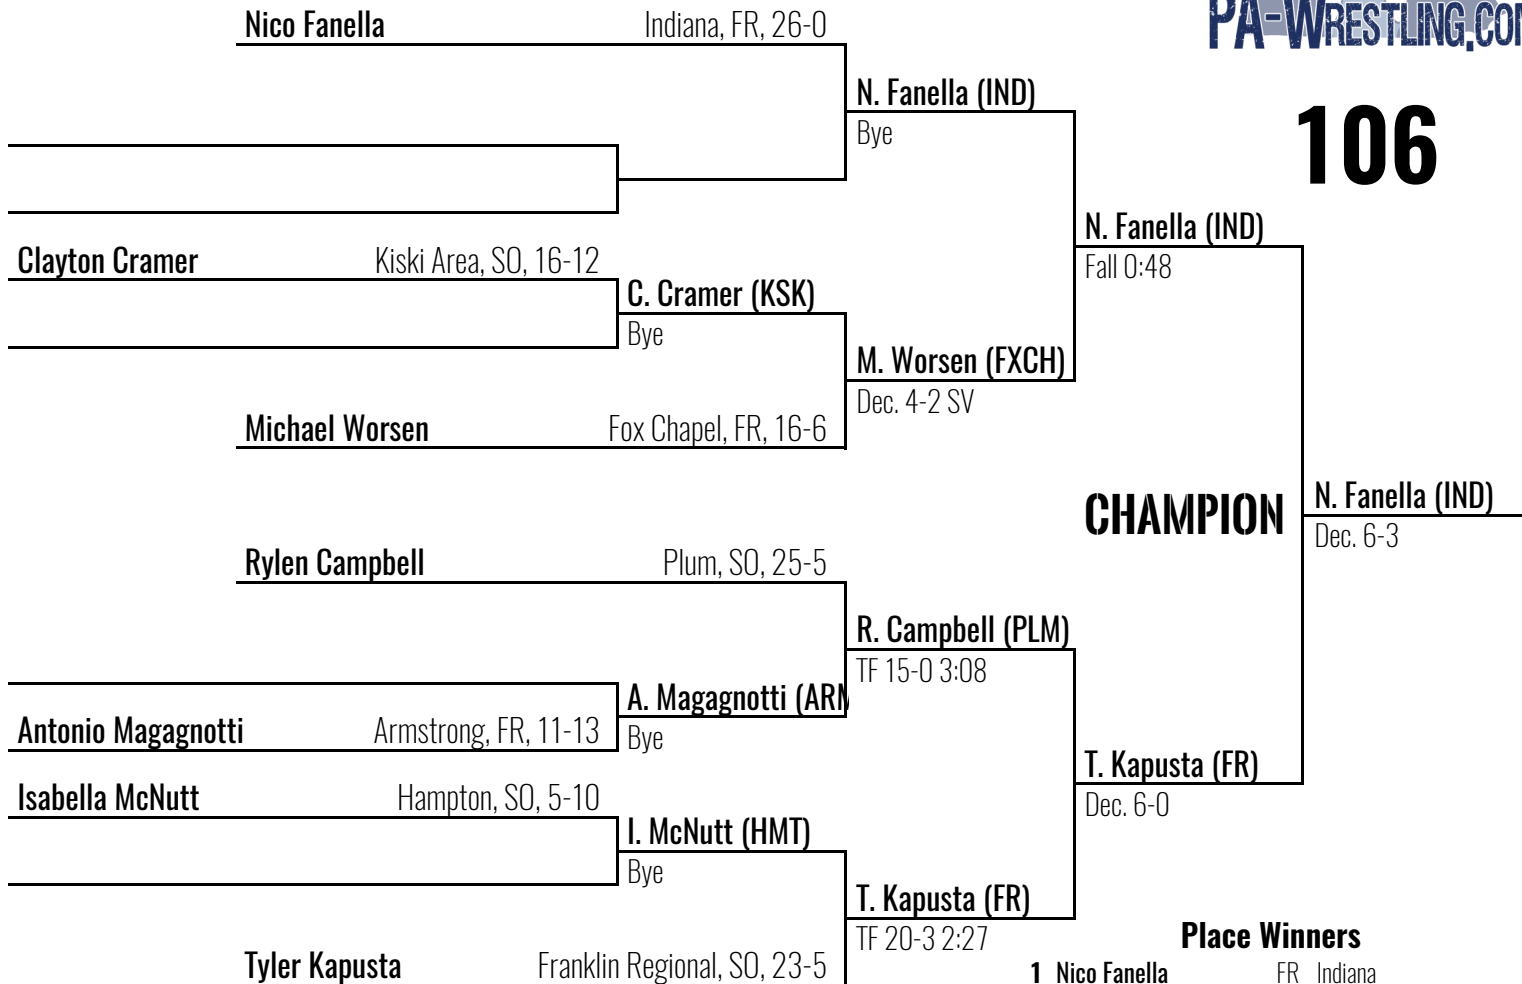 Nico Fanella Indiana, FR, 26-0
PA-WRESTLING.COM
N. Fanella (IND)
Bye
106
N. Fanella (IND)
Fall 0:48
Clayton Cramer Kiski Area, SO, 16-12
C. Cramer (KSK)
Bye
M. Worsen (FXCH)
Dec. 4-2 SV
Michael Worsen Fox Chapel, FR, 16-6
CHAMPION
N. Fanella (IND)
Dec. 6-3
Rylen Campbell Plum, SO, 25-5
R. Campbell (PLM)
TF 15-0 3:08
A. Magagnotti (ARM
Antonio Magagnotti Armstrong, FR, 11-13
Bye
T. Kapusta (FR)
Dec. 6-0
Isabella McNutt Hampton, SO, 5-10
I. McNutt (HMT)
Bye
T. Kapusta (FR)
TF 20-3 2:27
Place Winners
Tyler Kapusta Franklin Regional, SO, 23-5
1 Nico Fanella FR Indiana